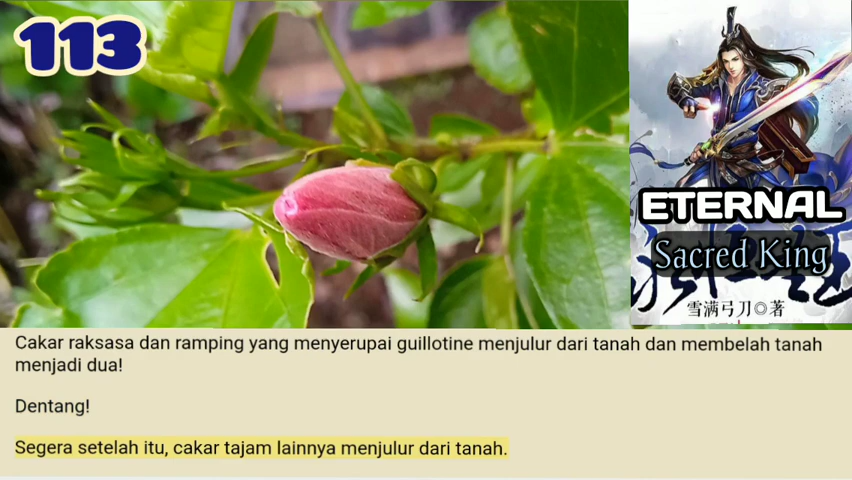 113
ETERNAL
Sacred King
雪满弓刀◎著
Cakar raksasa dan ramping yang menyerupai guillotine menjulur dari tanah dan membelah tanah
menjadi dua!
Dentang!
Segera setelah itu, cakar tajam lainnya menjulur dari tanah.